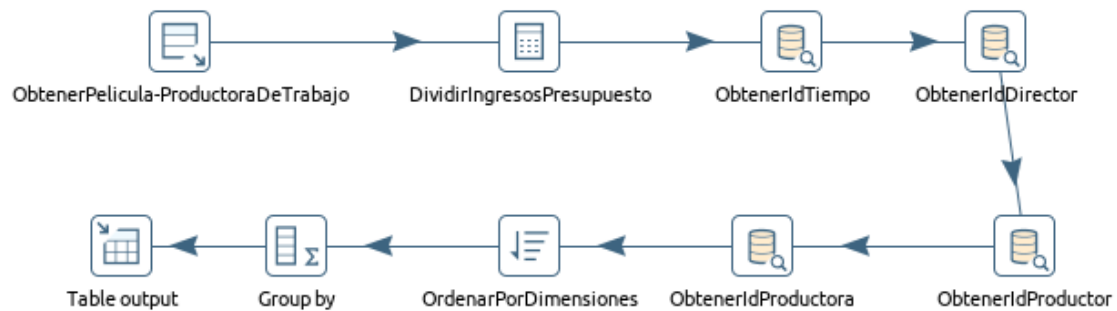 ObtenerPelicula-ProductoraDeTrabajo
DividirIngresosPresupuesto
ObtenerIdTiempo
ObtenerIdDirector
Table output
Group by
OrdenarPorDimensiones
ObtenerIdProductora
ObtenerIdProductor